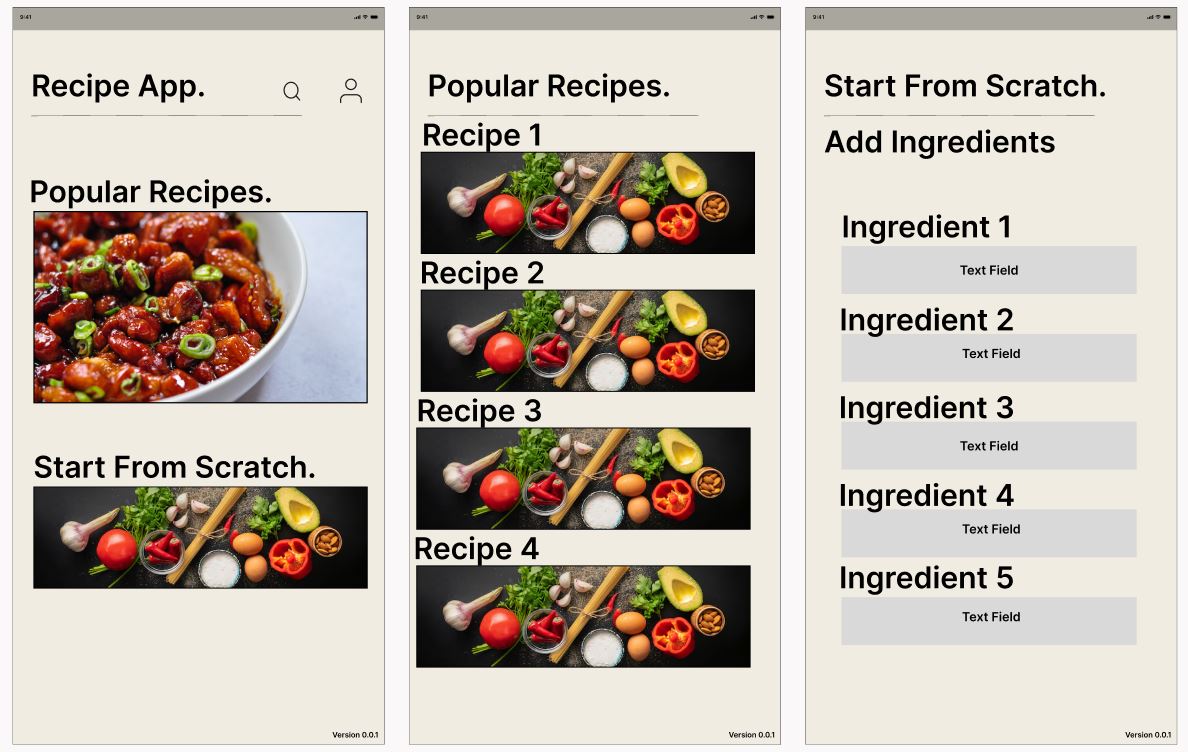 9:41
Recipe App.
Popular Recipes.
Start From Scratch.
Version 0.0.1
9:41
Popular Recipes.
Recipe 1
Recipe 2
Recipe 3
Recipe 4
Version 0.0.1
9:41
Start From Scratch.
Add Ingredients
Ingredient 1
Text Field
Ingredient 2
Text Field
Ingredient 3
Text Field
Ingredient 4
Text Field
Ingredient 5
Text Field
Version 0.0.1